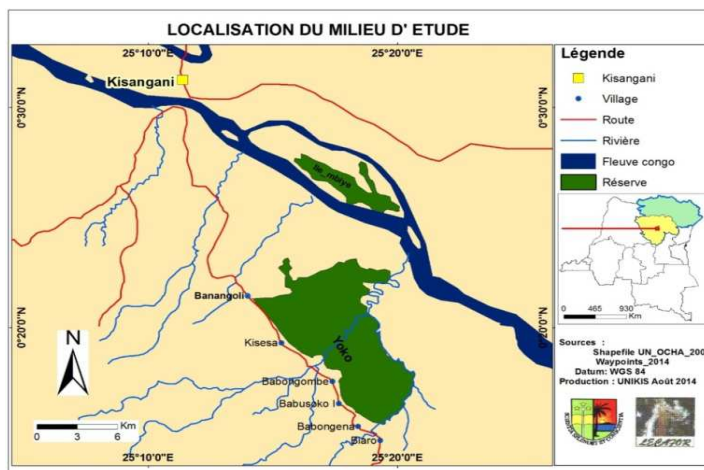 LOCALISATION DU MILIEU D' ETUDE
25°10'0"E
25°20'0"E
Kisangani
0°30'0"N
0°30'0"N
Ile_mbiye
Banangoli
0°20'0"N
0°20'0"N
Kisesa
Yoko
N
Babongombe
Babusoko I
Babongena
Biaro
Km
0 3 6
25°10'0"E
25°20'0"E
Légende
Kisangani
Village
Route
Rivière
Fleuve congo
Réserve
0 465 930
Km
Sources :
Shapefile UN_OCHA_200
Waypoints_2014
Datum: WGS 84
Production : UNIKIS Août 2014
LECAFOR